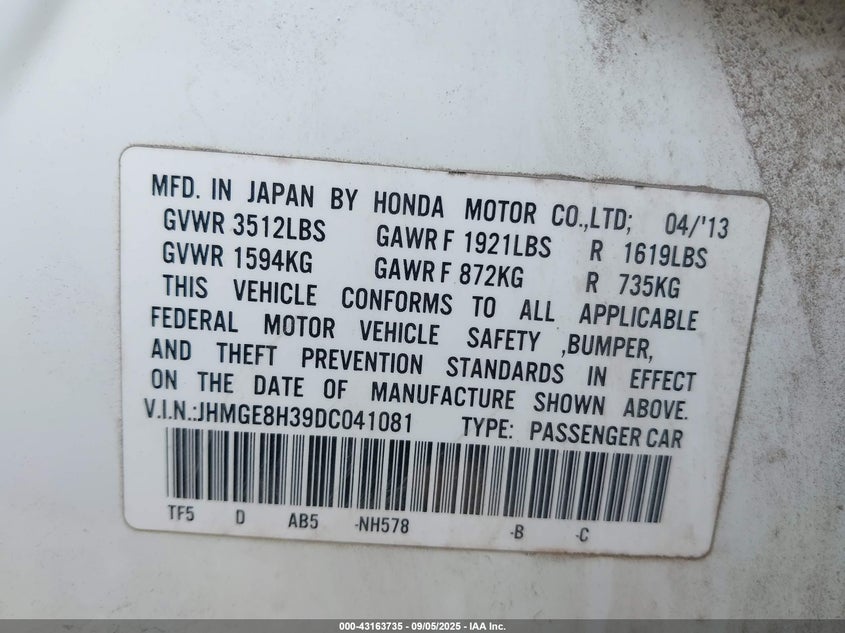 MFD. IN JAPAN BY HONDA MOTOR CO.,LTD; 04/'13
GVWR 3512LBS GAWR F 1921LBS R 1619LBS
GVWR 1594KG GAWR F 872KG R 735KG
THIS VEHICLE CONFORMS TO ALL APPLICABLE
FEDERAL MOTOR VEHICLE SAFETY ,BUMPER,
AND THEFT PREVENTION STANDARDS IN EFFECT
ON THE DATE OF MANUFACTURE SHOWN ABOVE.
V.I.N.:JHMGE8H39DC041081 TYPE: PASSENGER CAR
TF5 D AB5 -NH578 -B -C
000-43163735 - 09/05/2025 - IAA Inc.